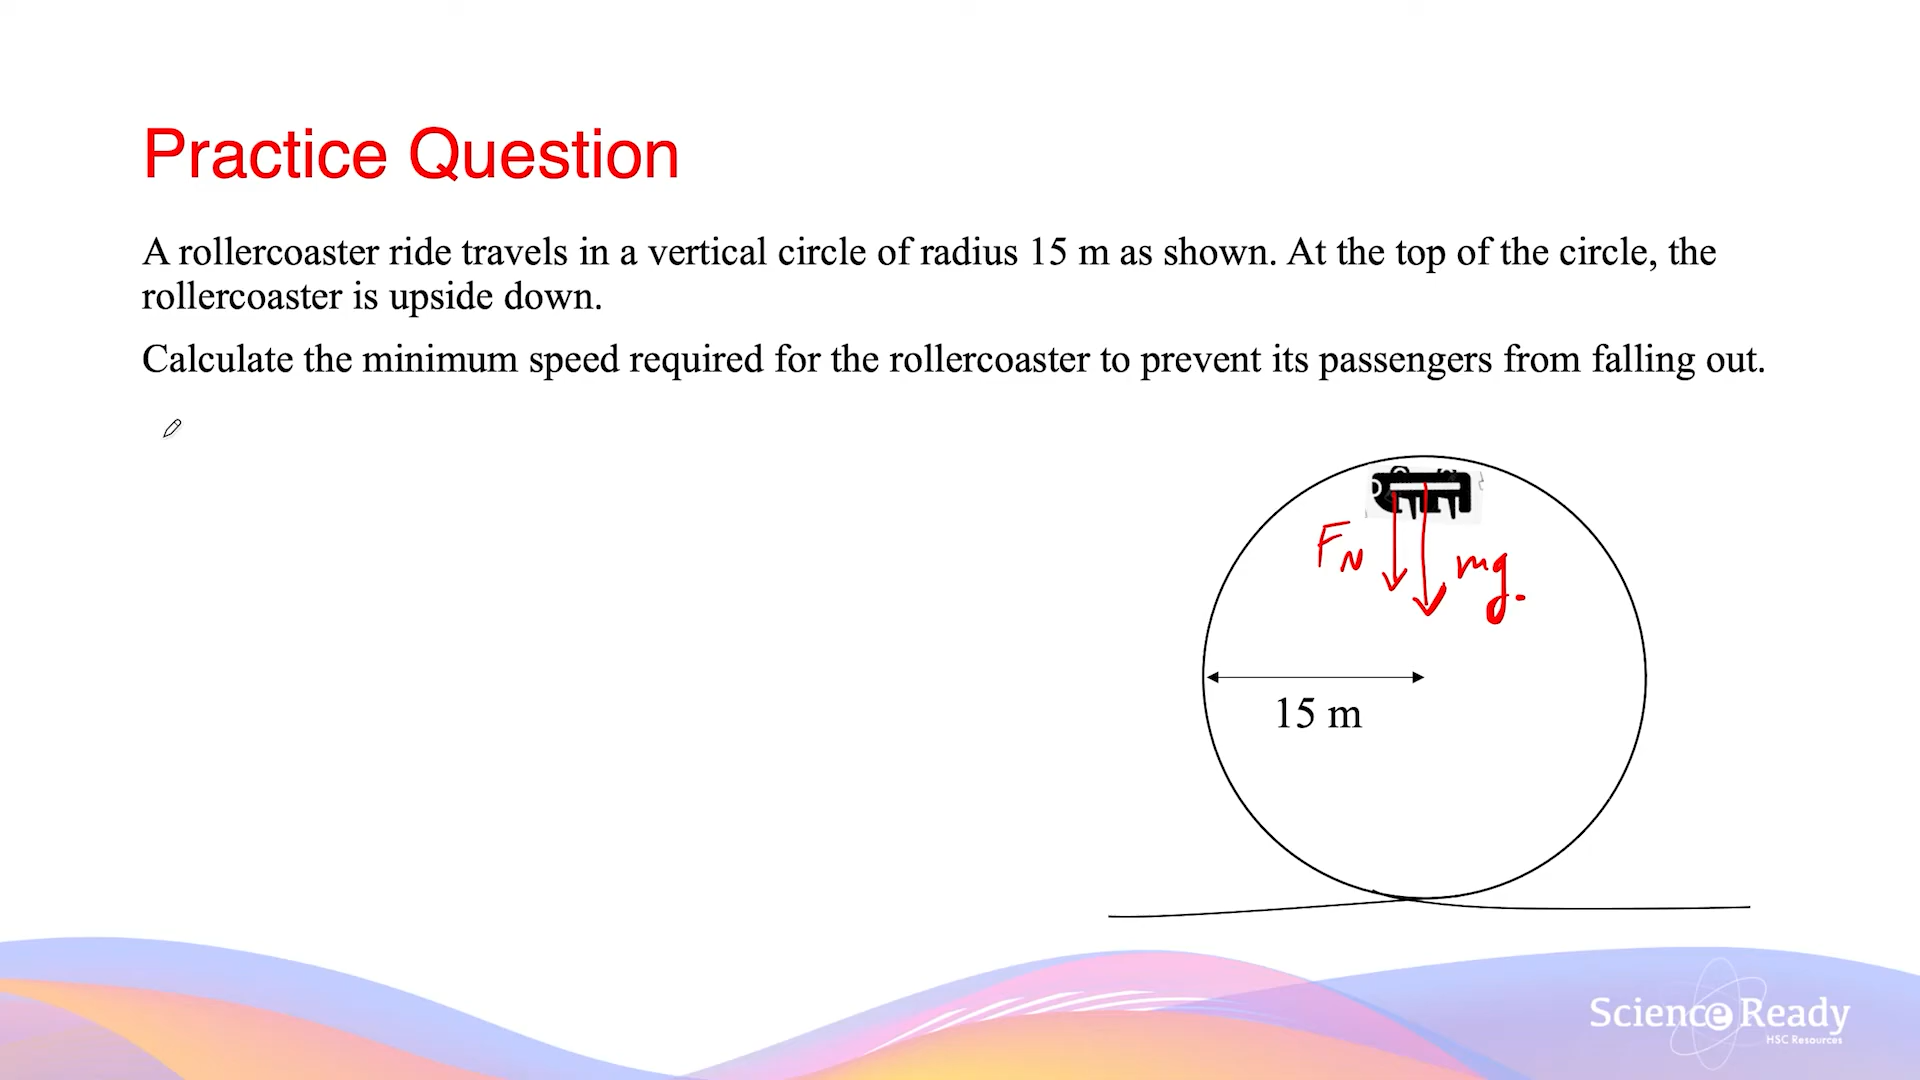 Practice Question
A rollercoaster ride travels in a vertical circle of radius 15 m as shown. At the top of the circle, the
rollercoaster is upside down.
Calculate the minimum speed required for the rollercoaster to prevent its passengers from falling out.
F_N
mg.
15 m
Science Ready
HSC Resources